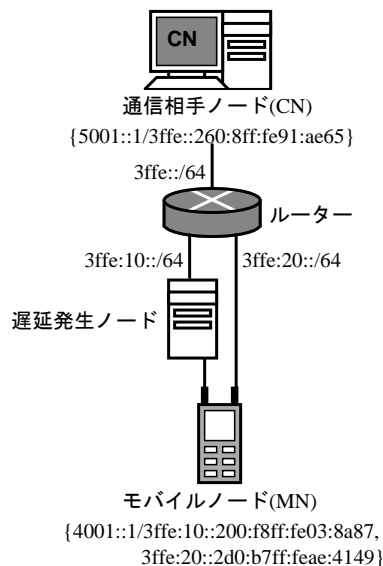 CN
通信相手ノード(CN)
{5001::1/3ffe::260:8ff:fe91:ae65}
3ffe::/64
ルーター
3ffe:10::/64
3ffe:20::/64
遅延発生ノード
モバイルノード(MN)
{4001::1/3ffe:10::200:f8ff:fe03:8a87,
3ffe:20::2d0:b7ff:feae:4149}